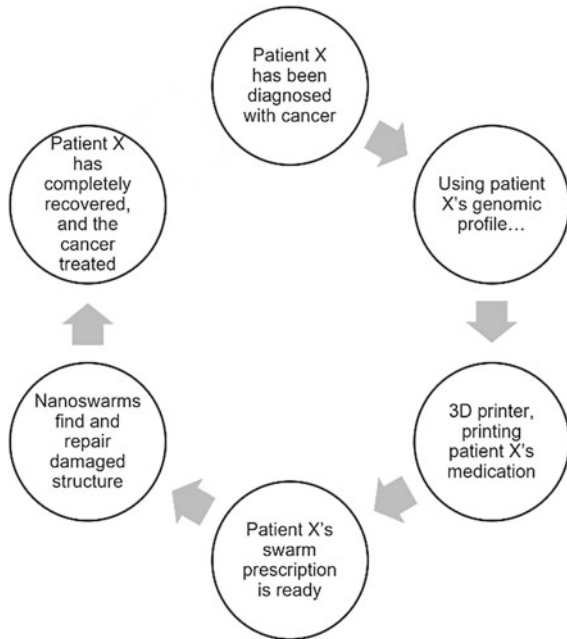 Patient X
has been
diagnosed
with cancer
Using patient
X's genomic
profile…
3D printer,
printing
patient X's
medication
Patient X's
swarm
prescription
is ready
Nanoswarms
find and
repair
damaged
structure
Patient X
has
completely
recovered,
and the
cancer
treated